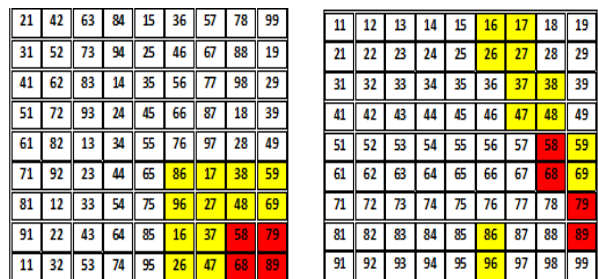 21 42 63 84 15 36 57 78 99
31 52 73 94 25 46 67 88 19
41 62 83 14 35 56 77 98 29
51 72 93 24 45 66 87 18 39
61 82 13 34 55 76 97 28 49
71 92 23 44 65 86 17 38 59
81 12 33 54 75 96 27 48 69
91 22 43 64 85 16 37 58 79
11 32 53 74 95 26 47 68 89
11 12 13 14 15 16 17 18 19
21 22 23 24 25 26 27 28 29
31 32 33 34 35 36 37 38 39
41 42 43 44 45 46 47 48 49
51 52 53 54 55 56 57 58 59
61 62 63 64 65 66 67 68 69
71 72 73 74 75 76 77 78 79
81 82 83 84 85 86 87 88 89
91 92 93 94 95 96 97 98 99